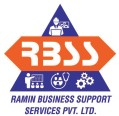 RBSS
RAMIN BUSINESS SUPPORT
SERVICES PVT. LTD.